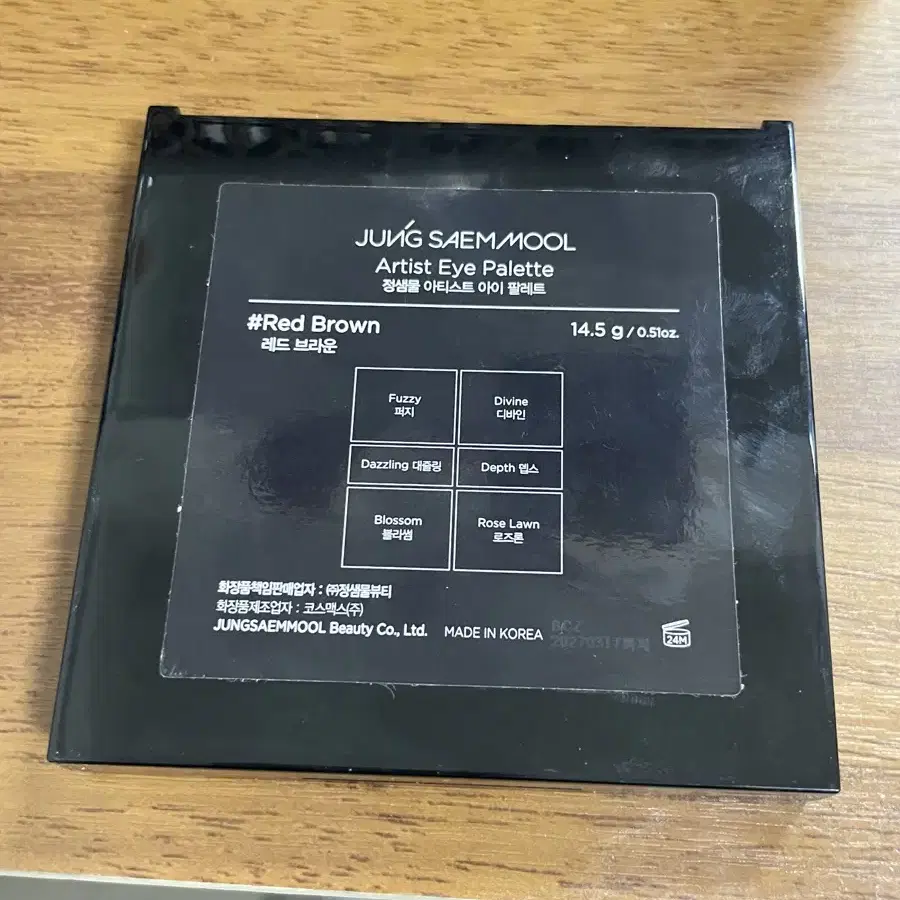 JUNG SAEMMOOL
Artist Eye Palette
정샘물 아티스트 아이 팔레트
#Red Brown
14.5 g / 0.51oz.
레드 브라운
Fuzzy
퍼지
Divine
디바인
Dazzling 대즐링
Depth 뎁스
Blossom
블라썸
Rose Lawn
로즈론
화장품책임판매업자 : ㈜정샘물뷰티
화장품제조업자 : 코스맥스(주)
JUNGSAEMMOOL Beauty Co., Ltd.
MADE IN KOREA
24M